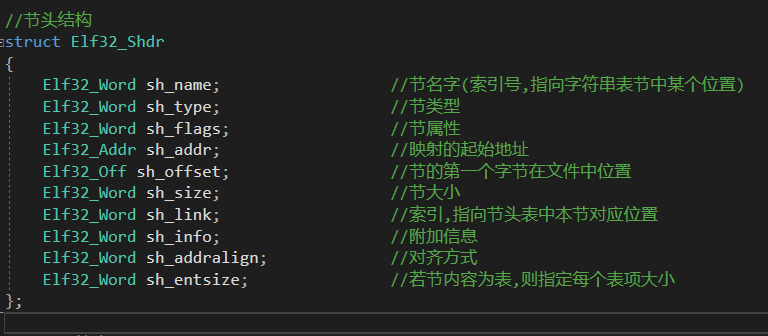 //节头结构
struct Elf32_Shdr
{
Elf32_Word sh_name; //节名字(索引号,指向字符串表节中某个位置)
Elf32_Word sh_type; //节类型
Elf32_Word sh_flags; //节属性
Elf32_Addr sh_addr; //映射的起始地址
Elf32_Off sh_offset; //节的第一个字节在文件中位置
Elf32_Word sh_size; //节大小
Elf32_Word sh_link; //索引,指向节头表中本节对应位置
Elf32_Word sh_info; //附加信息
Elf32_Word sh_addralign; //对齐方式
Elf32_Word sh_entsize; //若节内容为表,则指定每个表项大小
};